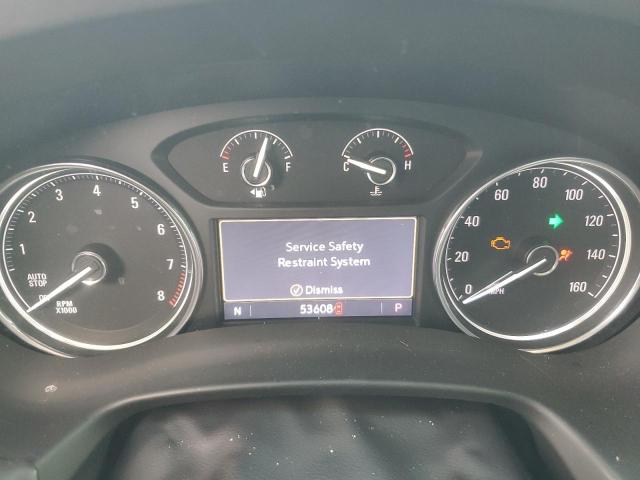 E F
C H
1 2 3 4 5 6 7 8
AUTO
STOP
RPM
X1000
Service Safety
Restraint System
Dismiss
N 53608 P
0 20 40 60 80 100 120 140 160
MPH